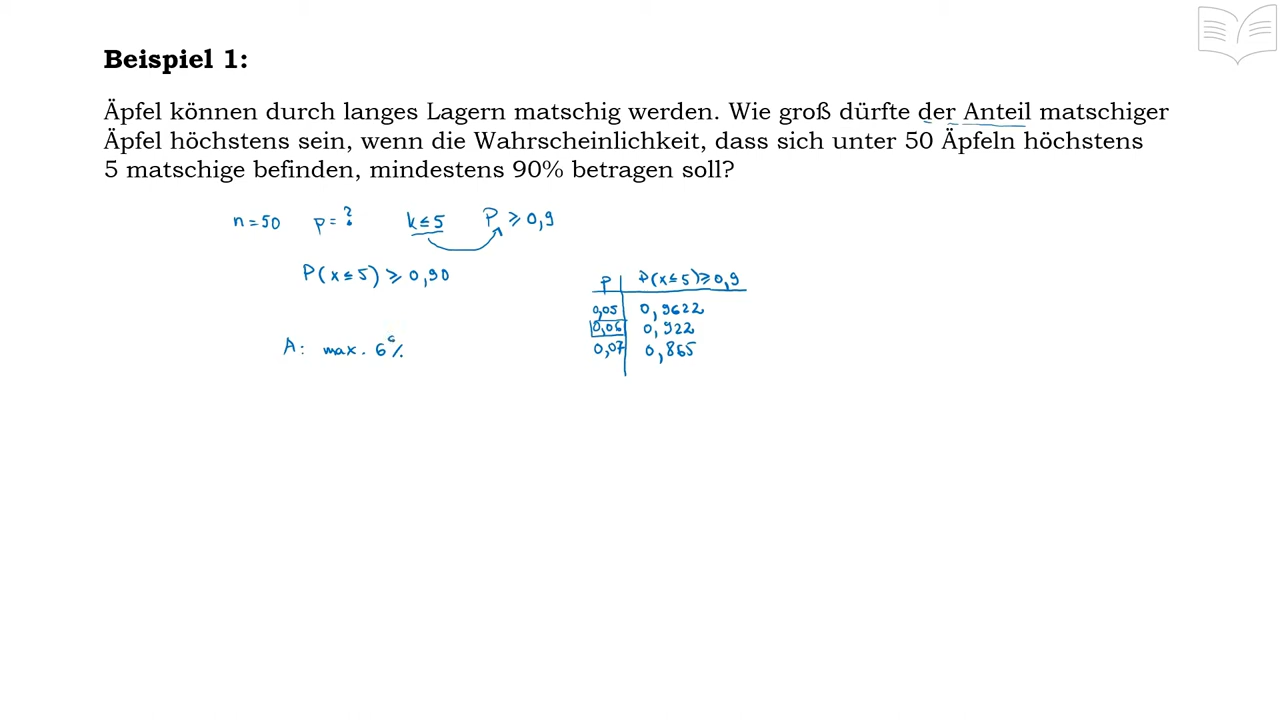 Beispiel 1:
Äpfel können durch langes Lagern matschig werden. Wie groß dürfte der Anteil matschiger
Äpfel höchstens sein, wenn die Wahrscheinlichkeit, dass sich unter 50 Äpfeln höchstens
5 matschige befinden, mindestens 90% betragen soll?
n=50 p=? k≤5 P ≥ 0,9
P(x≤5) ≥ 0,90
P P(x≤5)≥0,9
0,05 0,9622
0,06 0,922
0,07 0,865
A: max. 6%